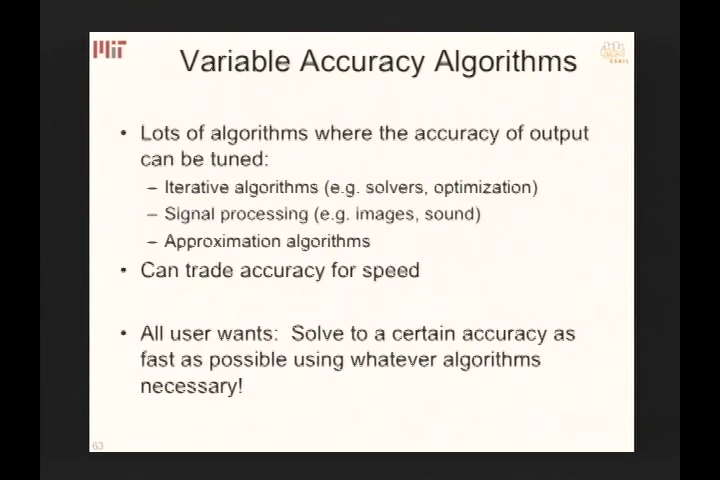 MIT
Variable Accuracy Algorithms
CSAIL
• Lots of algorithms where the accuracy of output
can be tuned:
– Iterative algorithms (e.g. solvers, optimization)
– Signal processing (e.g. images, sound)
– Approximation algorithms
• Can trade accuracy for speed
• All user wants: Solve to a certain accuracy as
fast as possible using whatever algorithms
necessary!
63